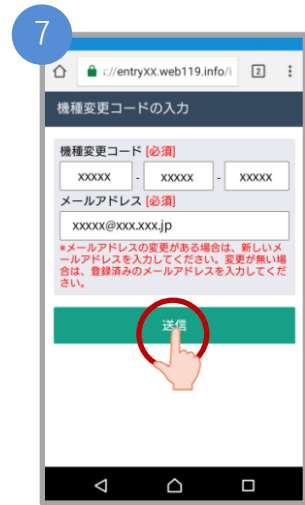 7
://entryXX.web119.info/i
2
機種変更コードの入力
機種変更コード [必須]
xxxxx - xxxxx - xxxxx
メールアドレス [必須]
xxxxx@xxx.xxx.jp
*メールアドレスの変更がある場合は、新しいメ
ールアドレスを入力してください。変更が無い場
合は、登録済みのメールアドレスを入力してくだ
さい。
送信